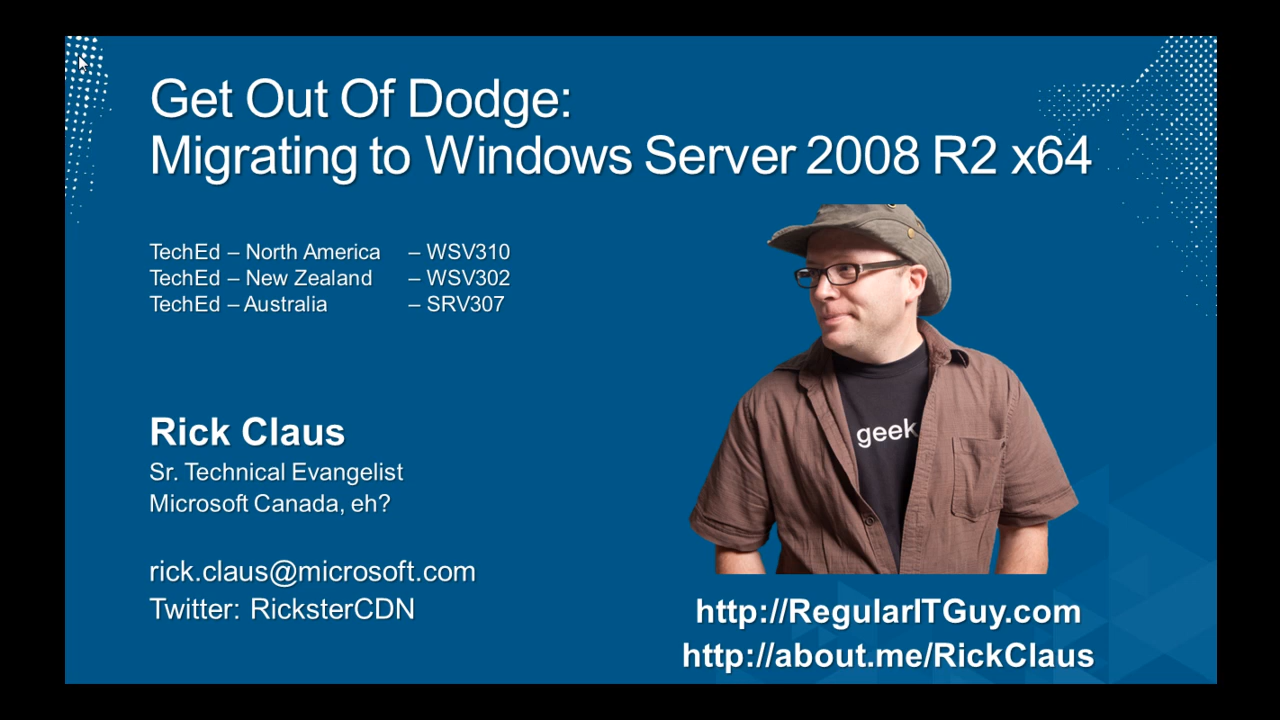 Get Out Of Dodge:
Migrating to Windows Server 2008 R2 x64
TechEd – North America – WSV310
TechEd – New Zealand – WSV302
TechEd – Australia – SRV307
geek
Rick Claus
Sr. Technical Evangelist
Microsoft Canada, eh?
rick.claus@microsoft.com
Twitter: RicksterCDN
http://RegularITGuy.com
http://about.me/RickClaus